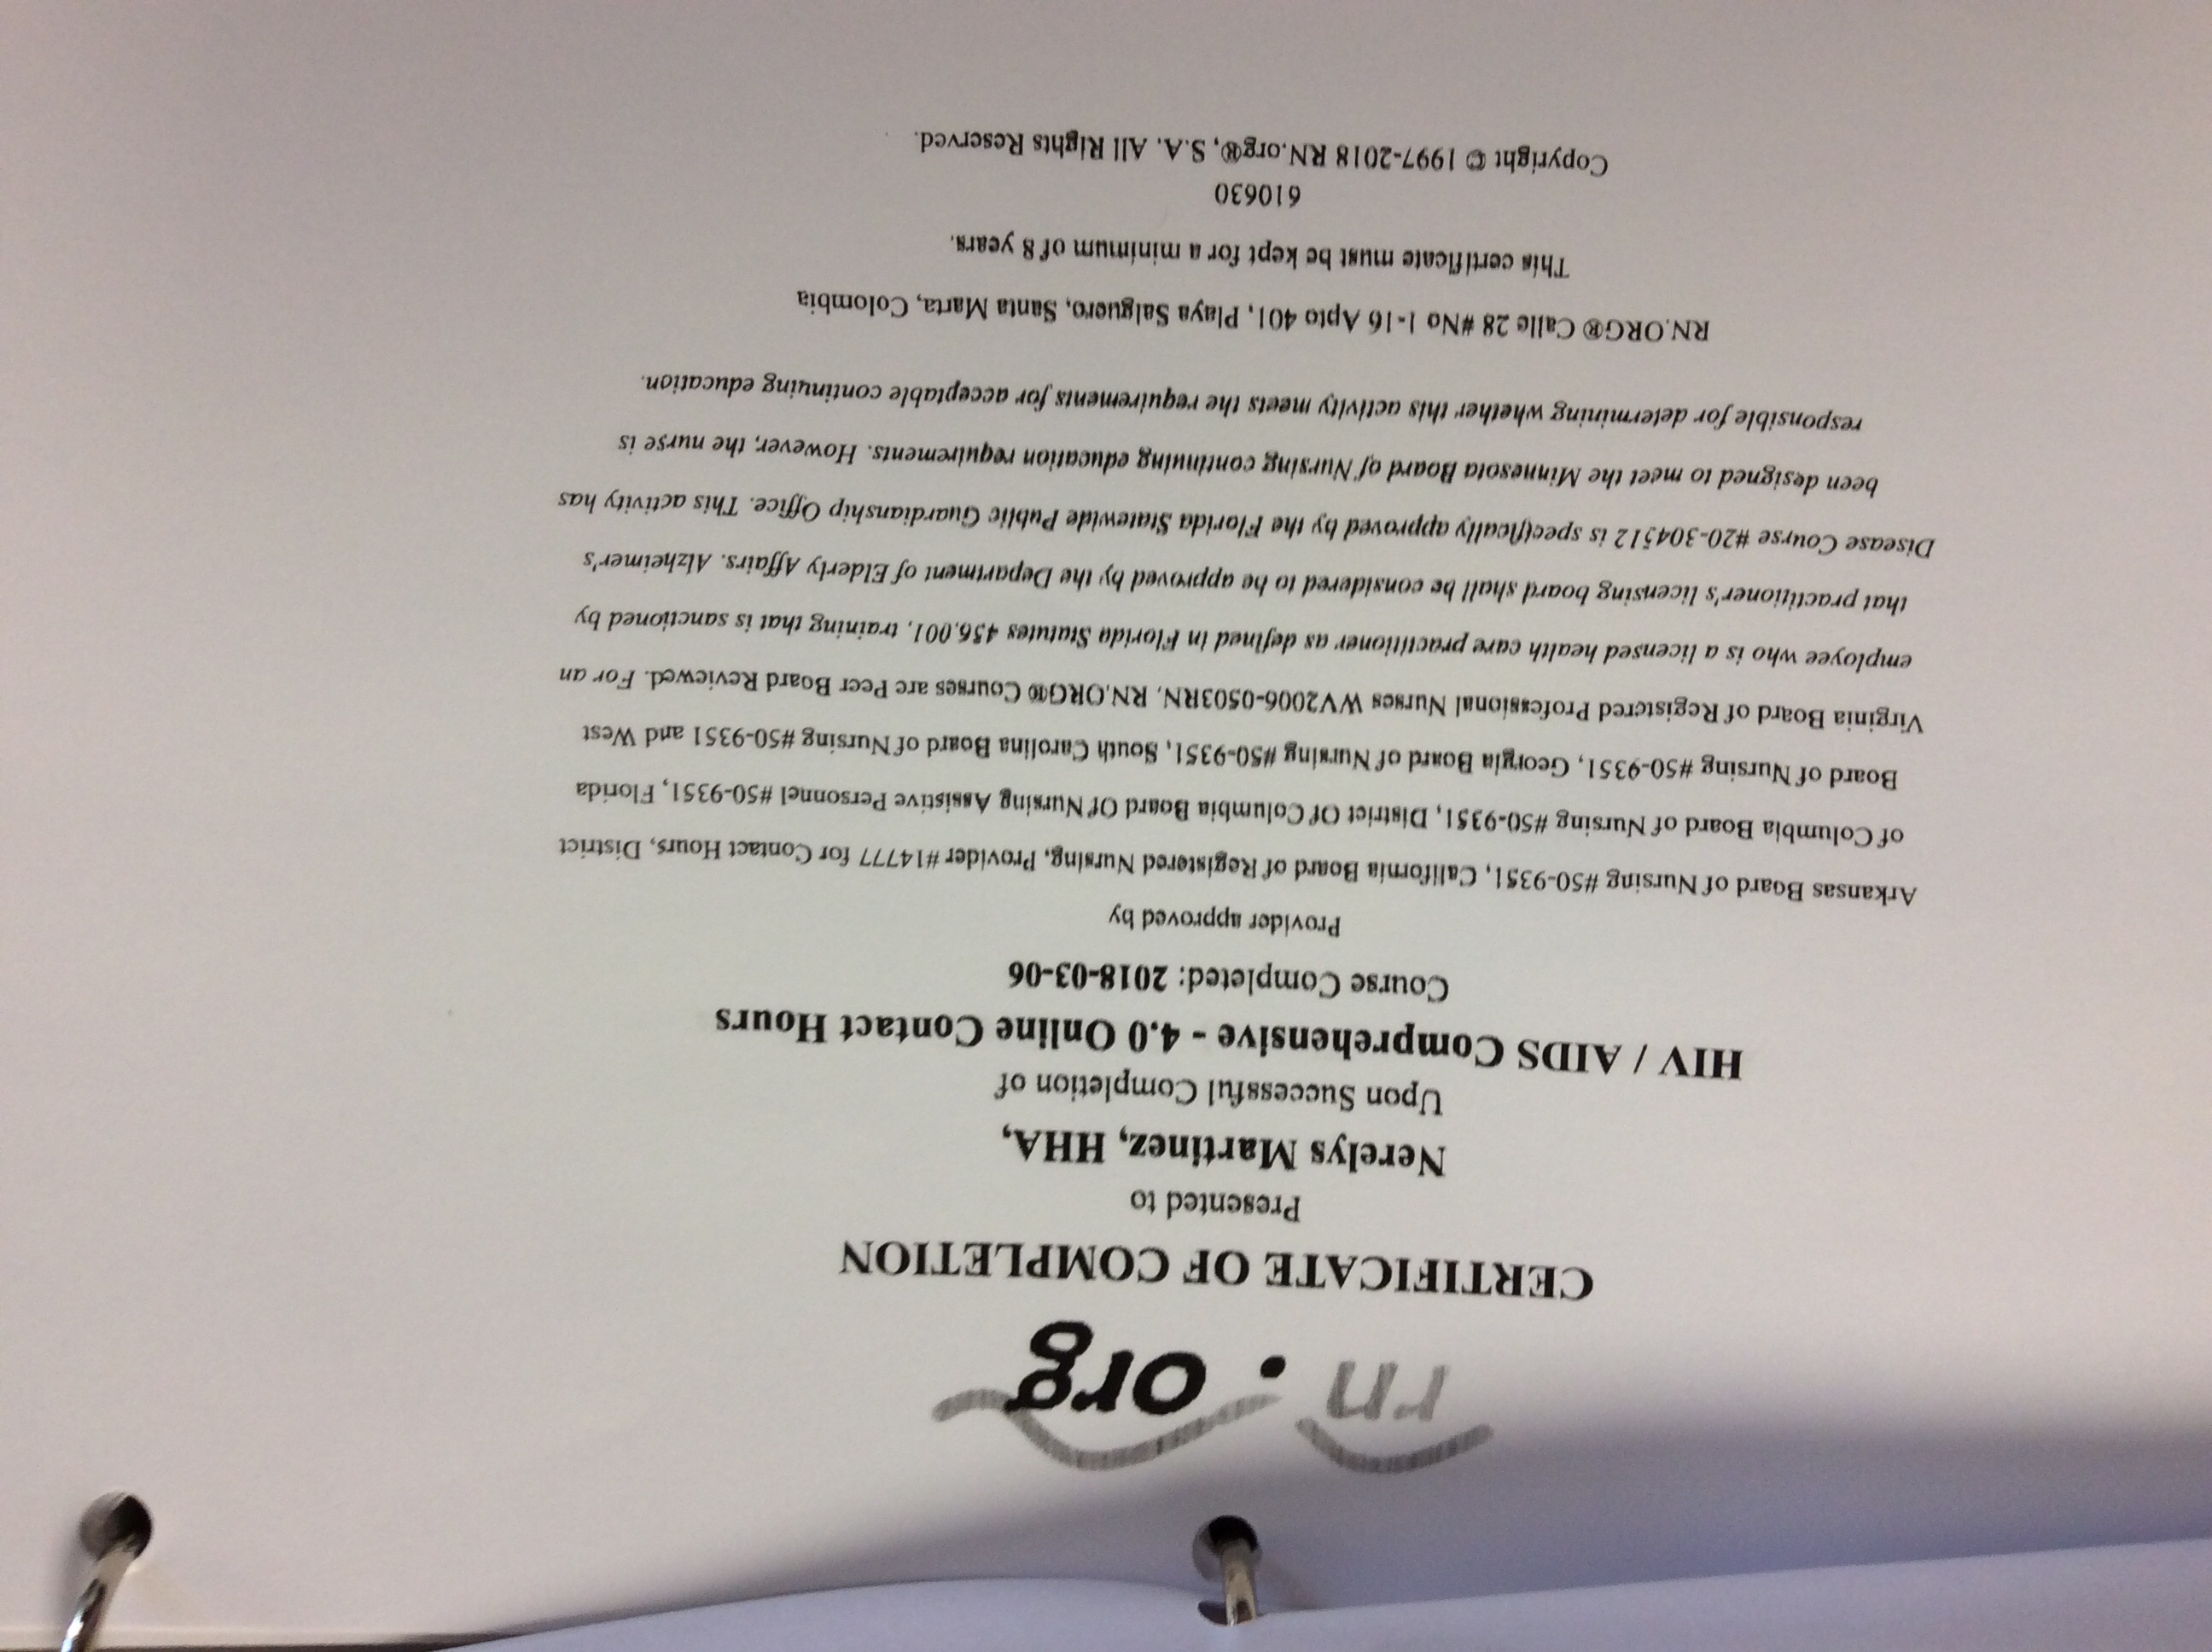 rn.org
CERTIFICATE OF COMPLETION
Presented to
Nerelys Martinez, HHA,
Upon Successful Completion of
HIV / AIDS Comprehensive - 4.0 Online Contact Hours
Course Completed: 2018-03-06
Provider approved by
Arkansas Board of Nursing #50-9351, California Board of Registered Nursing, Provider #14777 for Contact Hours, District
of Columbia Board of Nursing #50-9351, District Of Columbia Board Of Nursing Assistive Personnel #50-9351, Florida
Board of Nursing #50-9351, Georgia Board of Nursing #50-9351, South Carolina Board of Nursing #50-9351 and West
Virginia Board of Registered Professional Nurses WV2006-0503RN. RN.ORG® Courses are Peer Board Reviewed. For an
employee who is a licensed health care practitioner as defined in Florida Statutes 456.001, training that is sanctioned by
that practitioner's licensing board shall be considered to be approved by the Department of Elderly Affairs. Alzheimer's
Disease Course #20-304512 is specifically approved by the Florida Statewide Public Guardianship Office. This activity has
been designed to meet the Minnesota Board of Nursing continuing education requirements. However, the nurse is
responsible for determining whether this activity meets the requirements for acceptable continuing education.
RN.ORG® Calle 28 #No 1-16 Apto 401, Playa Salguero, Santa Marta, Colombia
This certificate must be kept for a minimum of 8 years.
610630
Copyright © 1997-2018 RN.org®, S.A. All Rights Reserved.